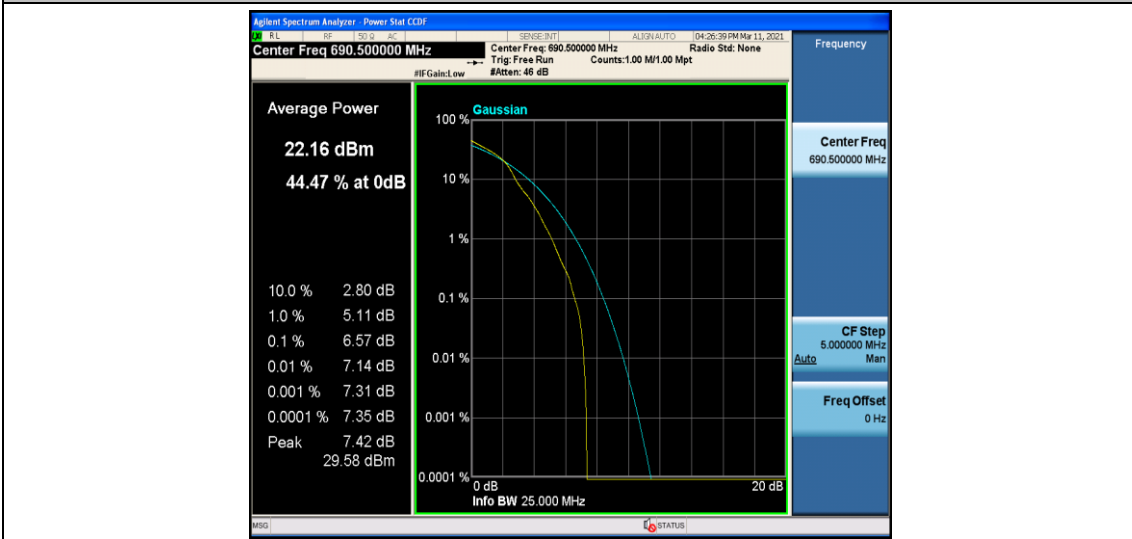 Agilent Spectrum Analyzer - Power Stat CCDF
LXI RL RF 50 Ω AC SENSE:INT ALIGN AUTO 04:26:39 PM Mar 11, 2021
Center Freq 690.500000 MHz
Center Freq: 690.500000 MHz Radio Std: None
Trig: Free Run Counts:1.00 M/1.00 Mpt
#IFGain:Low #Atten: 46 dB
Frequency
Average Power
22.16 dBm
44.47 % at 0dB
10.0 % 2.80 dB
1.0 % 5.11 dB
0.1 % 6.57 dB
0.01 % 7.14 dB
0.001 % 7.31 dB
0.0001 % 7.35 dB
Peak 7.42 dB
29.58 dBm
Gaussian
100 %
10 %
1 %
0.1 %
0.01 %
0.001 %
0.0001 %
0 dB 20 dB
Info BW 25.000 MHz
Center Freq
690.500000 MHz
CF Step
5.000000 MHz
Auto Man
Freq Offset
0 Hz
MSG STATUS